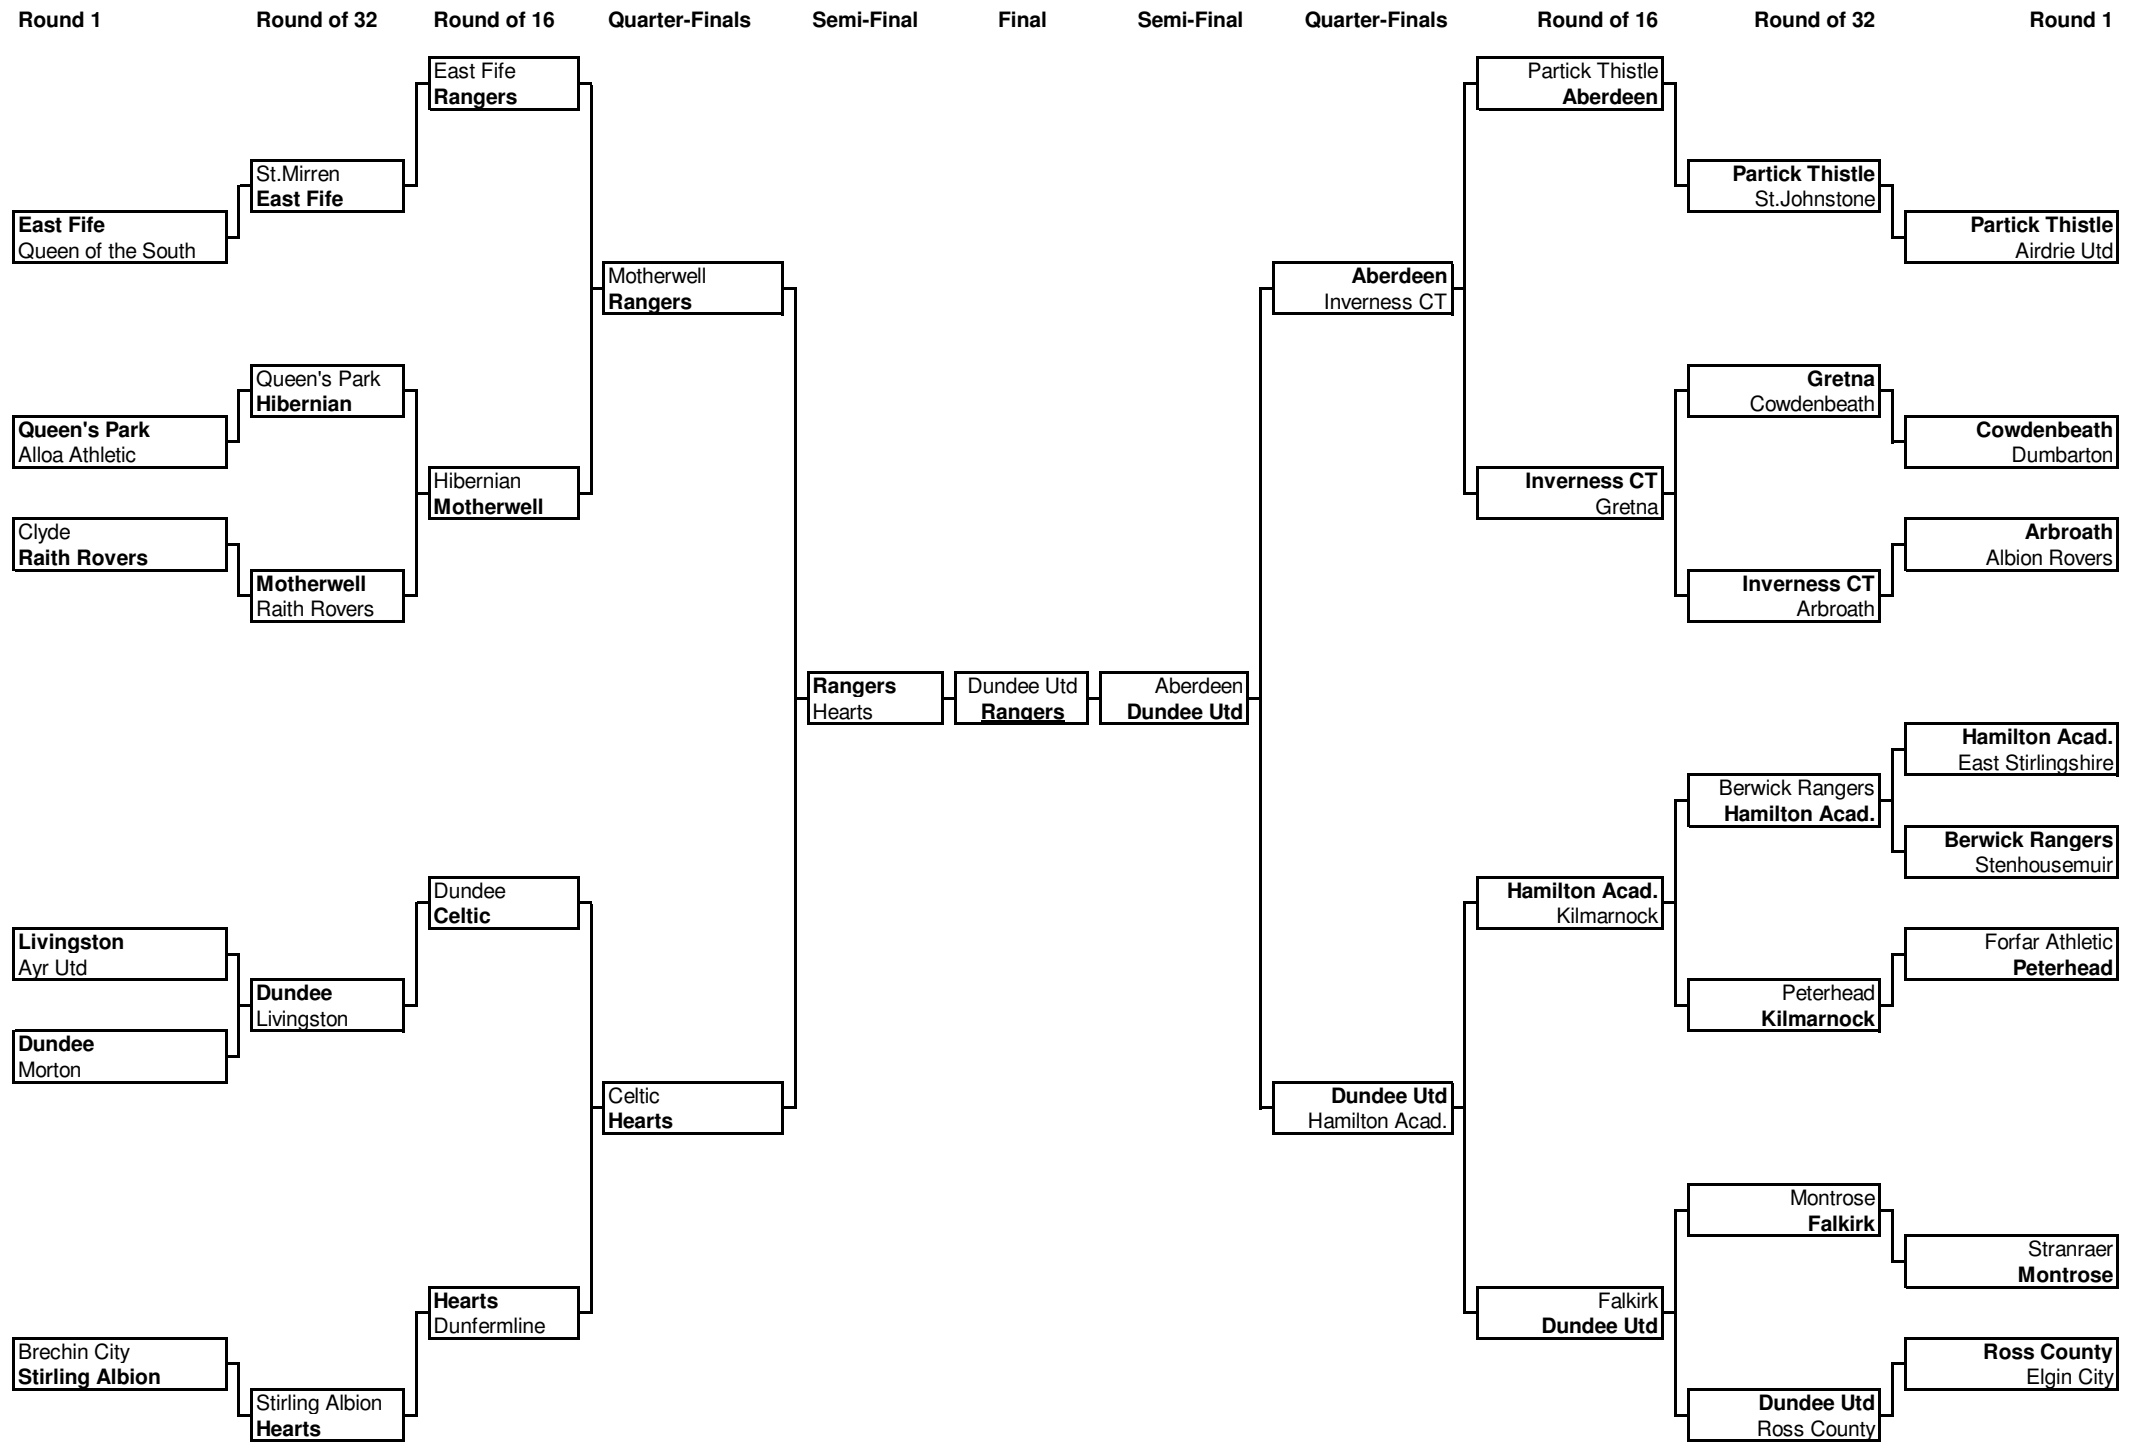 Round 1
Round of 32
Round of 16
Quarter-Finals
Semi-Final
Final
Semi-Final
Quarter-Finals
Round of 16
Round of 32
Round 1
East Fife
Queen of the South
Queen's Park
Alloa Athletic
Clyde
Raith Rovers
Livingston
Ayr Utd
Dundee
Morton
Brechin City
Stirling Albion
St.Mirren
East Fife
Queen's Park
Hibernian
Motherwell
Raith Rovers
Dundee
Livingston
Stirling Albion
Hearts
East Fife
Rangers
Hibernian
Motherwell
Dundee
Celtic
Hearts
Dunfermline
Motherwell
Rangers
Celtic
Hearts
Rangers
Hearts
Dundee Utd
Rangers
Aberdeen
Dundee Utd
Aberdeen
Inverness CT
Dundee Utd
Hamilton Acad.
Partick Thistle
Aberdeen
Inverness CT
Gretna
Hamilton Acad.
Kilmarnock
Falkirk
Dundee Utd
Partick Thistle
St.Johnstone
Gretna
Cowdenbeath
Inverness CT
Arbroath
Berwick Rangers
Hamilton Acad.
Peterhead
Kilmarnock
Montrose
Falkirk
Dundee Utd
Ross County
Partick Thistle
Airdrie Utd
Cowdenbeath
Dumbarton
Arbroath
Albion Rovers
Hamilton Acad.
East Stirlingshire
Berwick Rangers
Stenhousemuir
Forfar Athletic
Peterhead
Stranraer
Montrose
Ross County
Elgin City